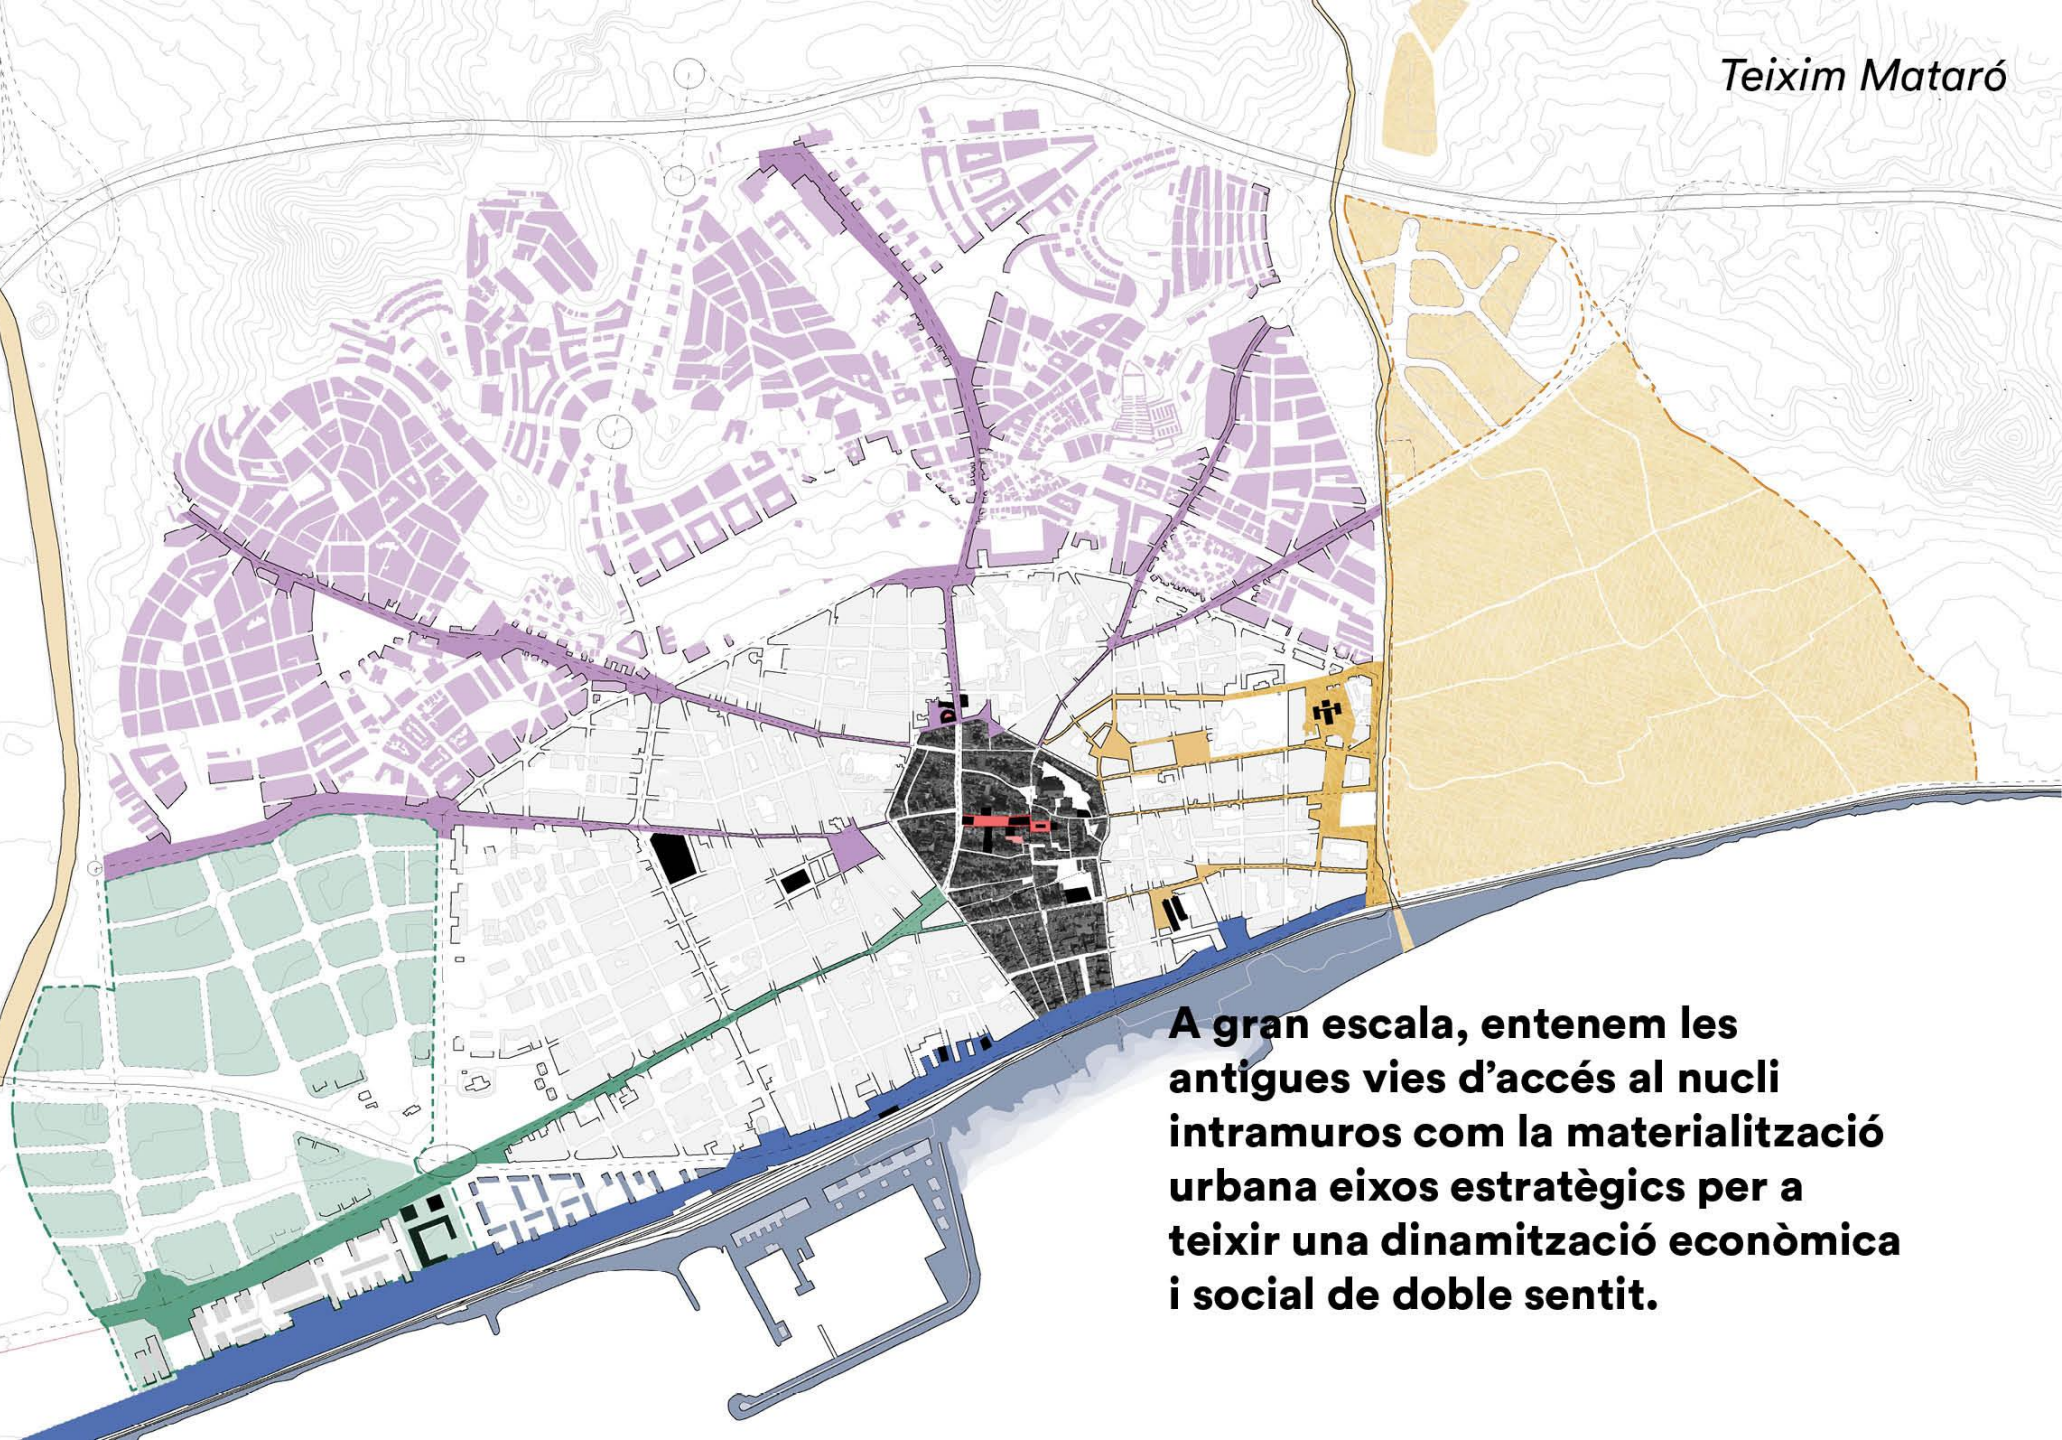 Teixim Mataró
A gran escala, entenem les
antigues vies d’accés al nucli
intramuros com la materialització
urbana eixos estratègics per a
teixir una dinamització econòmica
i social de doble sentit.